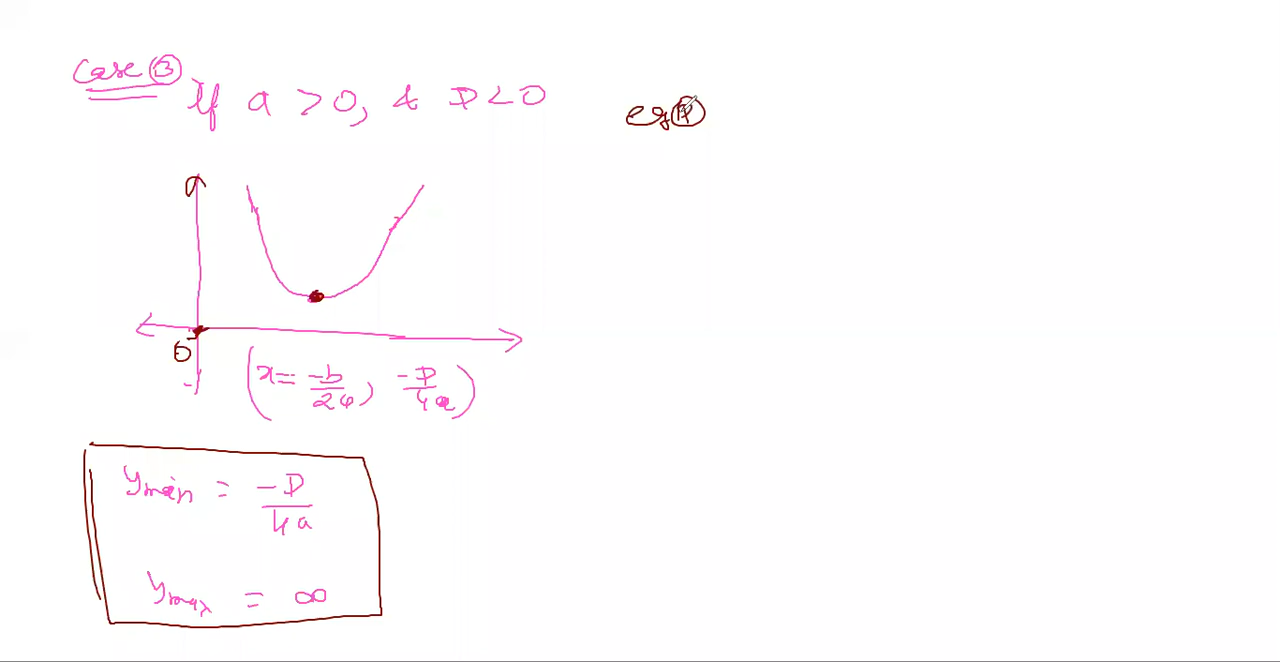 Case ③
If a > 0, & D < 0
eg
0
(x = -b/2a, -D/4a)
ymin = -D/4a
ymax = ∞